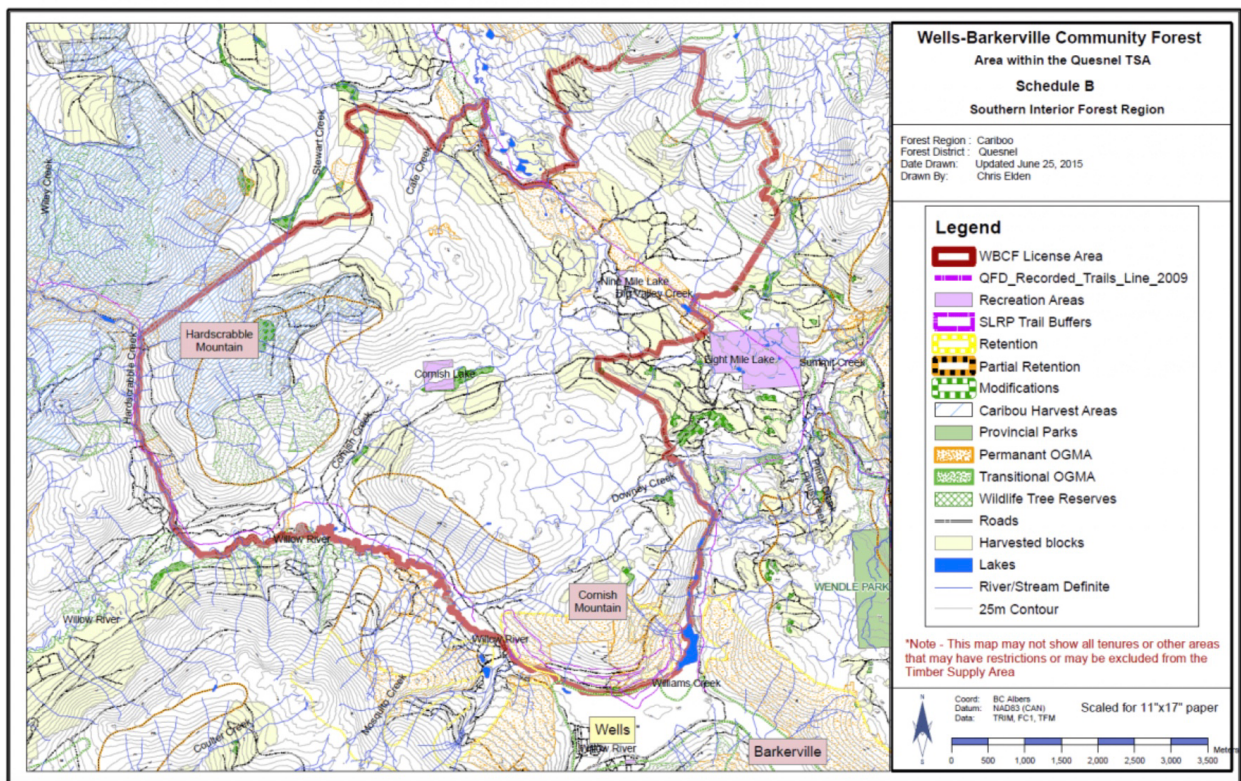 Wells-Barkerville Community Forest
Area within the Quesnel TSA
Schedule B
Southern Interior Forest Region
Forest Region : Cariboo
Forest District : Quesnel
Date Drawn: Updated June 25, 2015
Drawn By: Chris Elden
Legend
WBCF License Area
QFD_Recorded_Trails_Line_2009
Recreation Areas
SLRP Trail Buffers
Retention
Partial Retention
Modifications
Caribou Harvest Areas
Provincial Parks
Permanant OGMA
Transitional OGMA
Wildlife Tree Reserves
Roads
Harvested blocks
Lakes
River/Stream Definite
25m Contour
*Note - This map may not show all tenures or other areas
that may have restrictions or may be excluded from the
Timber Supply Area
N
Coord: BC Albers
Datum: NAD83 (CAN)
Data: TRIM, FC1, TFM
Scaled for 11"x17" paper
Meters
0 500 1,000 1,500 2,000 2,500 3,000 3,500
Stewart Creek
Wiley Creek
Nine Mile Lake
Big Valley Creek
Hardscrabble
Mountain
Hardscrabble Creek
Cornish Lake
Eight Mile Lake
Summit Creek
Cornish Creek
Downey Creek
Willow River
WENDLE PARK
Cornish
Mountain
Willow River
Willow River
Williams Creek
Mosquito Creek
Coulter Creek
Wells
Willow River
Barkerville